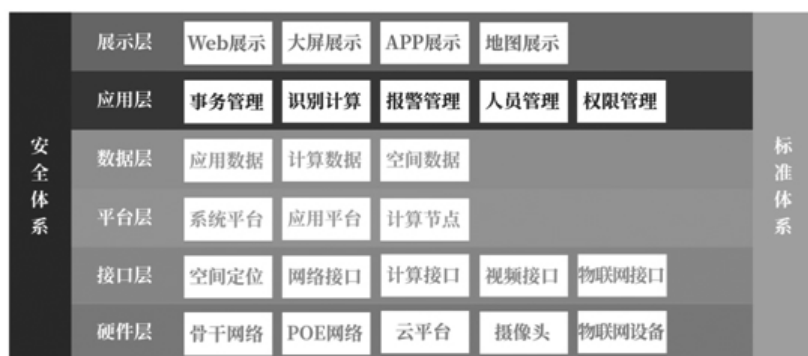 安全体系
展示层 Web展示 大屏展示 APP展示 地图展示
应用层 事务管理 识别计算 报警管理 人员管理 权限管理
数据层 应用数据 计算数据 空间数据
平台层 系统平台 应用平台 计算节点
接口层 空间定位 网络接口 计算接口 视频接口 物联网接口
硬件层 骨干网络 POE网络 云平台 摄像头 物联网设备
标准体系